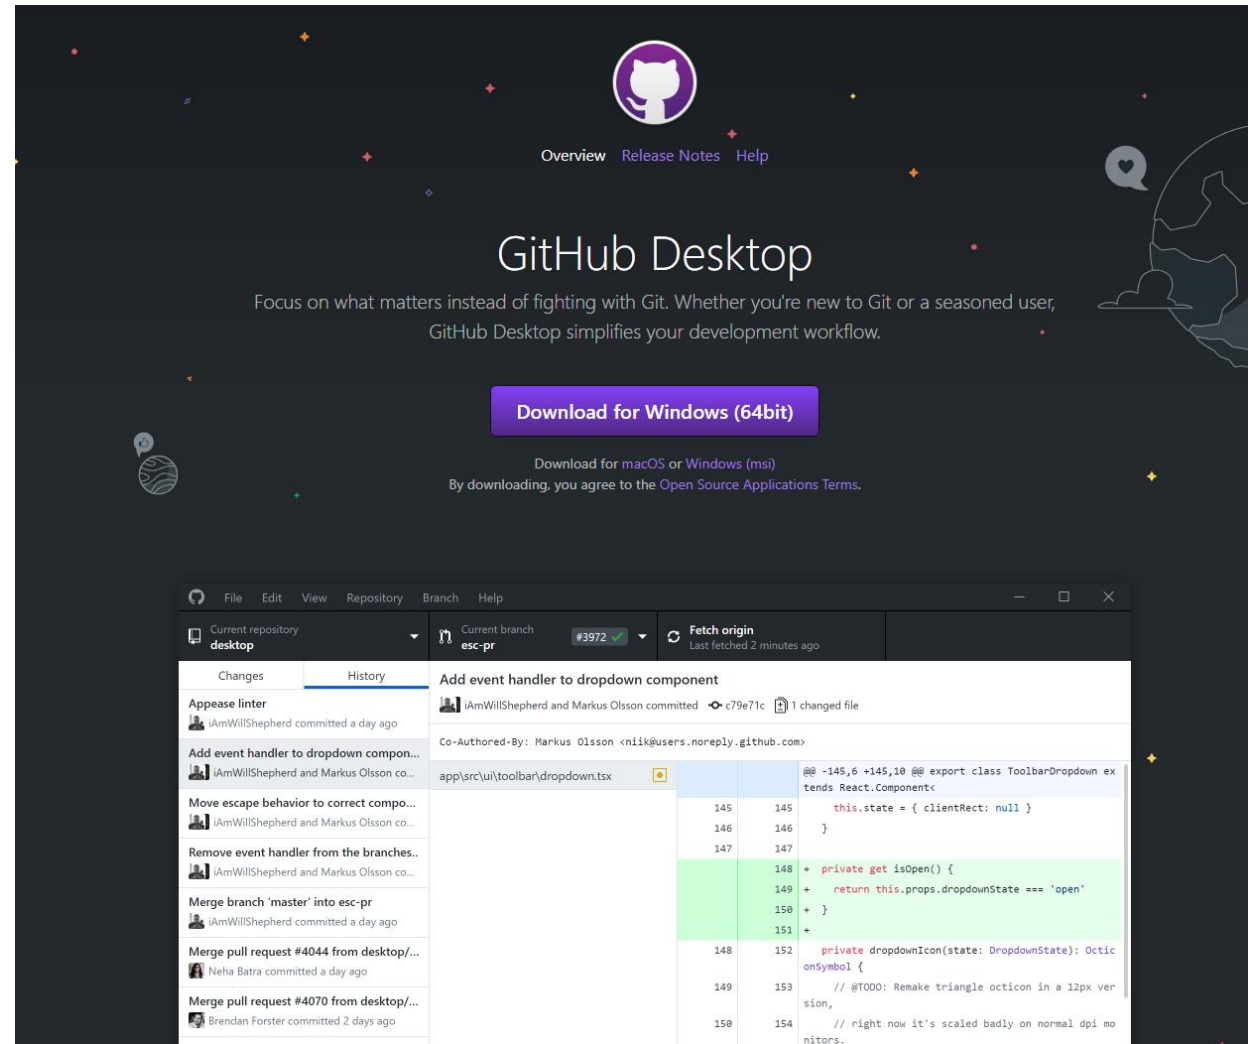 Overview Release Notes Help
GitHub Desktop
Focus on what matters instead of fighting with Git. Whether you're new to Git or a seasoned user,
GitHub Desktop simplifies your development workflow.
Download for Windows (64bit)
Download for macOS or Windows (msi)
By downloading, you agree to the Open Source Applications Terms.
File Edit View Repository Branch Help
Current repository
desktop
Current branch
esc-pr
#3972
Fetch origin
Last fetched 2 minutes ago
Changes History
Appease linter
iAmWillShepherd committed a day ago
Add event handler to dropdown compon...
iAmWillShepherd and Markus Olsson co...
Move escape behavior to correct compo...
iAmWillShepherd and Markus Olsson co...
Remove event handler from the branches..
iAmWillShepherd and Markus Olsson co...
Merge branch 'master' into esc-pr
iAmWillShepherd committed a day ago
Merge pull request #4044 from desktop/...
Neha Batra committed a day ago
Merge pull request #4070 from desktop/...
Brendan Forster committed 2 days ago
Add event handler to dropdown component
iAmWillShepherd and Markus Olsson committed c79e71c 1 changed file
Co-Authored-By: Markus Olsson <niik@users.noreply.github.com>
app\src\ui\toolbar\dropdown.tsx
@@ -145,6 +145,10 @@ export class ToolbarDropdown ex
tends React.Component<
145 145 this.state = { clientRect: null }
146 146 }
147 147
148 + private get isOpen() {
149 + return this.props.dropdownState === 'open'
150 + }
151 +
148 152 private dropdownIcon(state: DropdownState): Octic
onSymbol {
149 153 // @TODO: Remake triangle octicon in a 12px ver
sion,
150 154 // right now it's scaled badly on normal dpi mo
nitors.